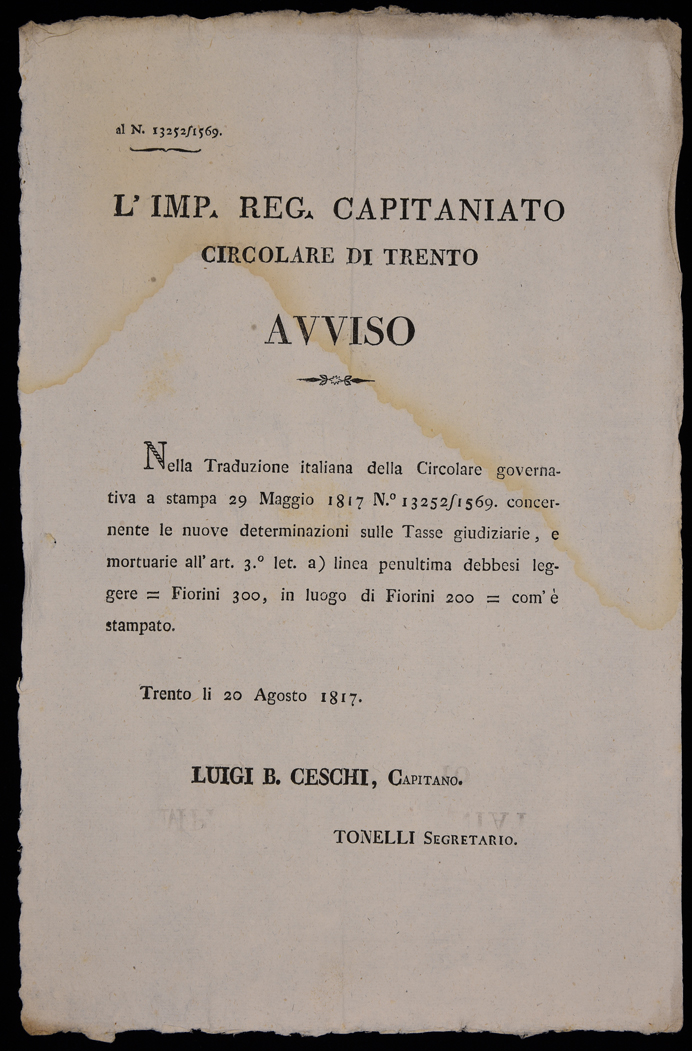 al N. 13252/1569.
L' IMP. REG. CAPITANIATO
CIRCOLARE DI TRENTO
AVVISO
Nella Traduzione italiana della Circolare governa-
tiva a stampa 29 Maggio 1817 N.º 13252/1569. concer-
nente le nuove determinazioni sulle Tasse giudiziarie, e
mortuarie all' art. 3.º let. a) linea penultima debbesi leg-
gere = Fiorini 300, in luogo di Fiorini 200 = com' è
stampato.
Trento li 20 Agosto 1817.
LUIGI B. CESCHI, CAPITANO.
TONELLI SEGRETARIO.